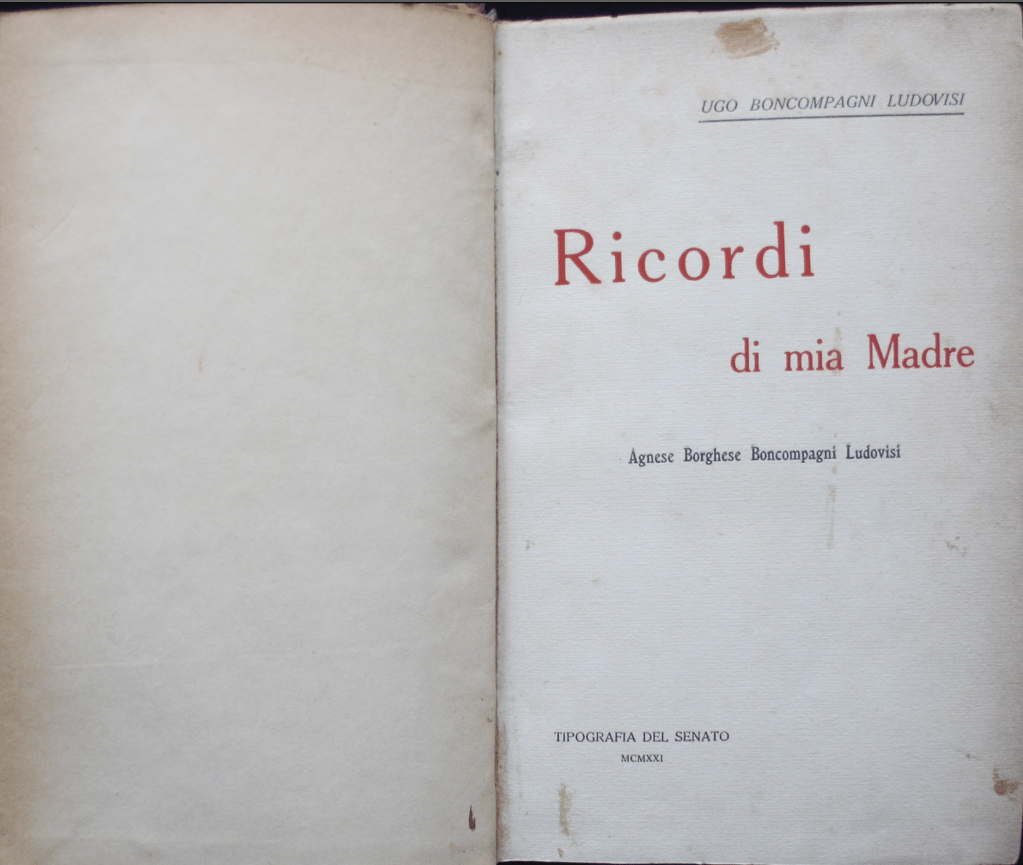 UGO BONCOMPAGNI LUDOVISI
Ricordi
di mia Madre
Agnese Borghese Boncompagni Ludovisi
TIPOGRAFIA DEL SENATO
MCMXXI